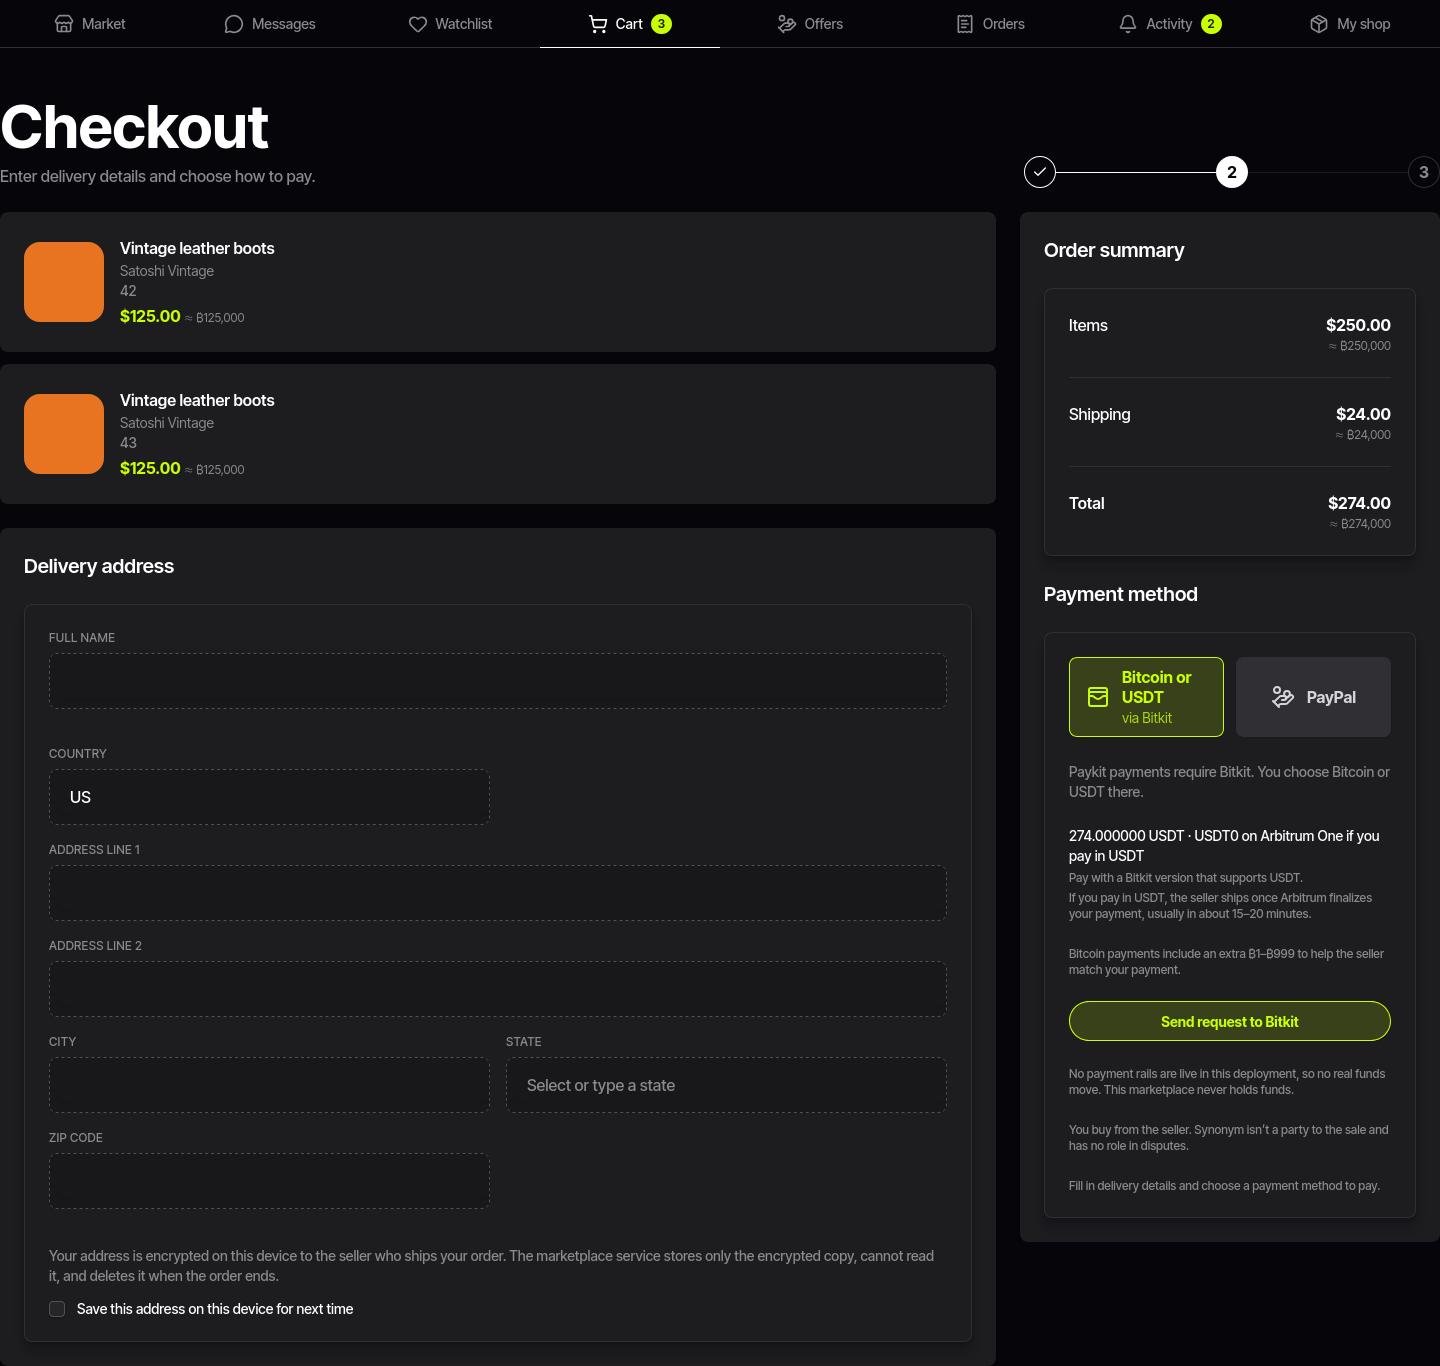 Market
Messages
Watchlist
Cart 3
Offers
Orders
Activity 2
My shop
Checkout
Enter delivery details and choose how to pay.
2
3
Vintage leather boots
Satoshi Vintage
42
$125.00 ≈ ₿125,000
Vintage leather boots
Satoshi Vintage
43
$125.00 ≈ ₿125,000
Delivery address
FULL NAME
COUNTRY
US
ADDRESS LINE 1
ADDRESS LINE 2
CITY
STATE
Select or type a state
ZIP CODE
Your address is encrypted on this device to the seller who ships your order. The marketplace service stores only the encrypted copy, cannot read
it, and deletes it when the order ends.
Save this address on this device for next time
Order summary
Items $250.00
≈ ₿250,000
Shipping $24.00
≈ ₿24,000
Total $274.00
≈ ₿274,000
Payment method
Bitcoin or
USDT
via Bitkit
PayPal
Paykit payments require Bitkit. You choose Bitcoin or
USDT there.
274.000000 USDT · USDT0 on Arbitrum One if you
pay in USDT
Pay with a Bitkit version that supports USDT.
If you pay in USDT, the seller ships once Arbitrum finalizes
your payment, usually in about 15–20 minutes.
Bitcoin payments include an extra ₿1–₿999 to help the seller
match your payment.
Send request to Bitkit
No payment rails are live in this deployment, so no real funds
move. This marketplace never holds funds.
You buy from the seller. Synonym isn’t a party to the sale and
has no role in disputes.
Fill in delivery details and choose a payment method to pay.